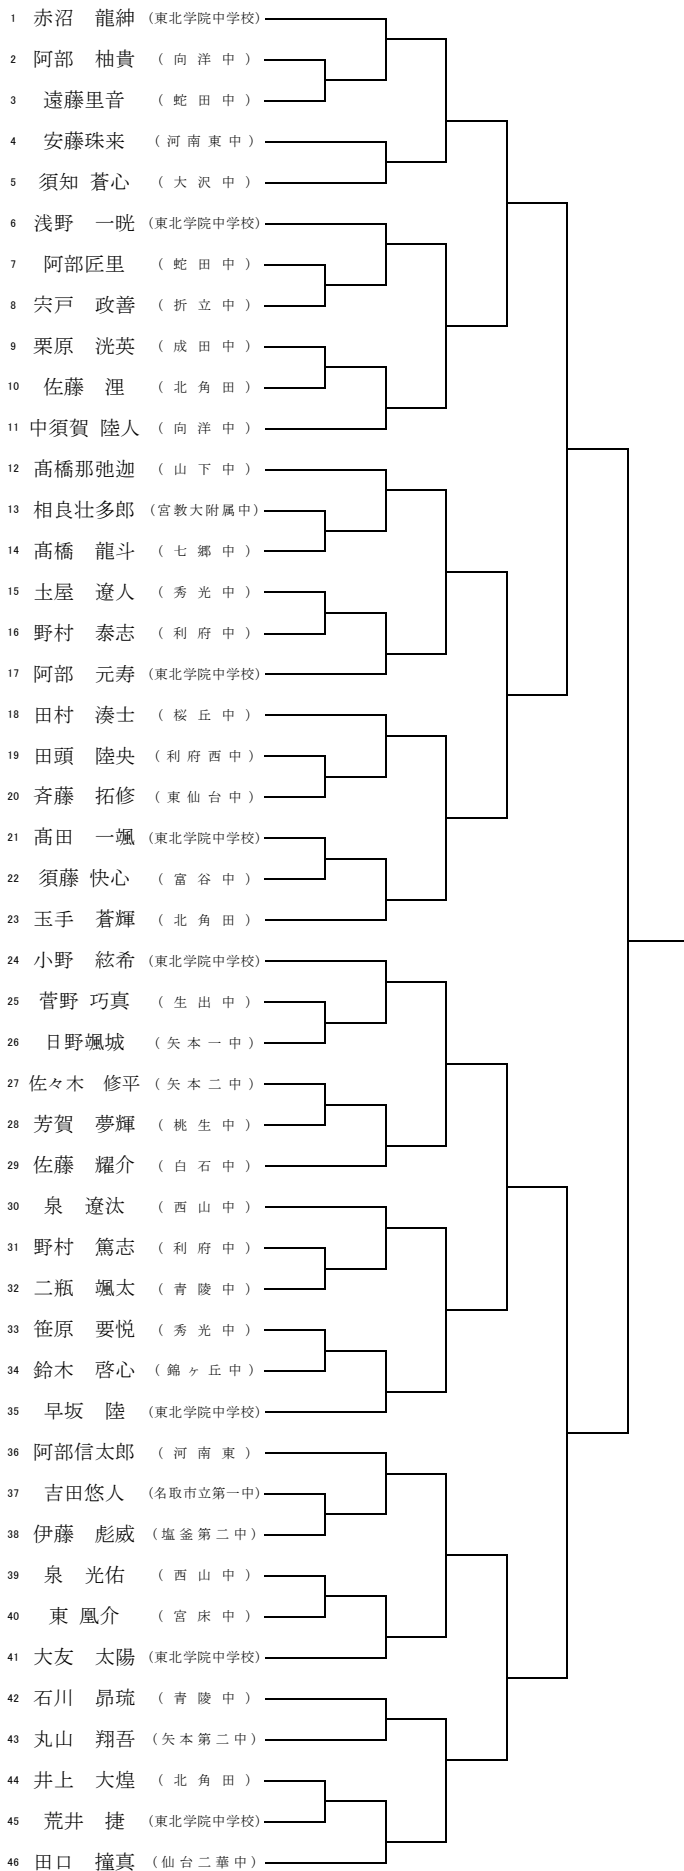 1 赤沼 龍紳 (東北学院中学校)
2 阿部 柚貴 (向洋中)
3 遠藤里音 (蛇田中)
4 安藤珠来 (河南東中)
5 須知 蒼心 (大沢中)
6 浅野 一晄 (東北学院中学校)
7 阿部匠里 (蛇田中)
8 宍戸 政善 (折立中)
9 栗原 洸英 (成田中)
10 佐藤 浬 (北角田)
11 中須賀 陸人 (向洋中)
12 髙橋那弛迦 (山下中)
13 相良壮多郎 (宮教大附属中)
14 髙橋 龍斗 (七郷中)
15 圡屋 遼人 (秀光中)
16 野村 泰志 (利府中)
17 阿部 元寿 (東北学院中学校)
18 田村 湊士 (桜丘中)
19 田頭 陸央 (利府西中)
20 斉藤 拓修 (東仙台中)
21 髙田 一颯 (東北学院中学校)
22 須藤 快心 (富谷中)
23 玉手 蒼輝 (北角田)
24 小野 絃希 (東北学院中学校)
25 菅野 巧真 (生出中)
26 日野颯城 (矢本一中)
27 佐々木 修平 (矢本二中)
28 芳賀 夢輝 (桃生中)
29 佐藤 耀介 (白石中)
30 泉 遼汰 (西山中)
31 野村 篤志 (利府中)
32 二瓶 颯太 (青陵中)
33 笹原 要悦 (秀光中)
34 鈴木 啓心 (錦ヶ丘中)
35 早坂 陸 (東北学院中学校)
36 阿部信太郎 (河南東)
37 吉田悠人 (名取市立第一中)
38 伊藤 彪威 (塩釜第二中)
39 泉 光佑 (西山中)
40 東 凰介 (宮床中)
41 大友 太陽 (東北学院中学校)
42 石川 昴琉 (青陵中)
43 丸山 翔吾 (矢本第二中)
44 井上 大煌 (北角田)
45 荒井 捷 (東北学院中学校)
46 田口 撞真 (仙台二華中)